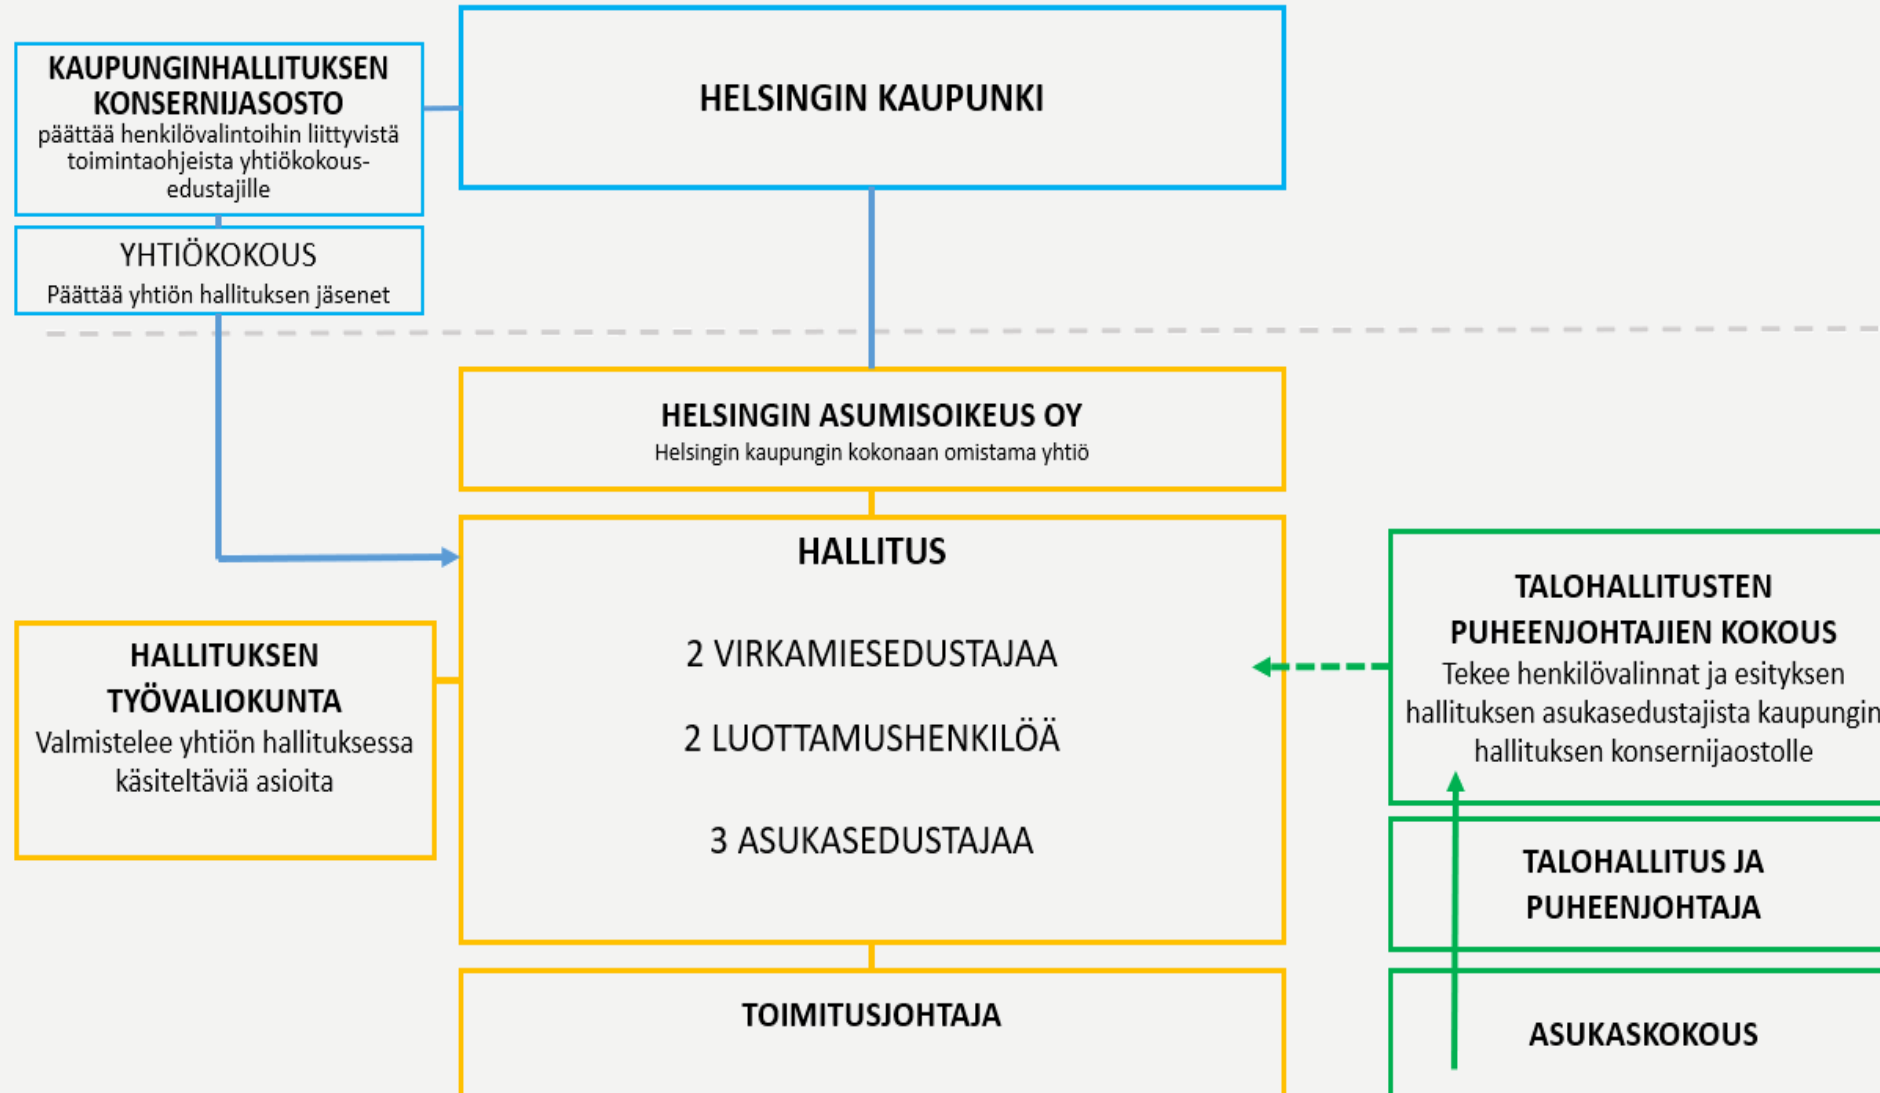 KAUPUNGINHALLITUKSEN
KONSERNIJASOSTO
päättää henkilövalintoihin liittyvistä
toimintaohjeista yhtiökokous-
edustajille
YHTIÖKOKOUS
Päättää yhtiön hallituksen jäsenet
HELSINGIN KAUPUNKI
HELSINGIN ASUMISOIKEUS OY
Helsingin kaupungin kokonaan omistama yhtiö
HALLITUS
2 VIRKAMIESEDUSTAJAA
2 LUOTTAMUSHENKILÖÄ
3 ASUKASEDUSTAJAA
HALLITUKSEN
TYÖVALIOKUNTA
Valmistelee yhtiön hallituksessa
käsiteltäviä asioita
TOIMITUSJOHTAJA
TALOHALLITUSTEN
PUHEENJOHTAJIEN KOKOUS
Tekee henkilövalinnat ja esityksen
hallituksen asukasedustajista kaupungin
hallituksen konsernijaostolle
TALOHALLITUS JA
PUHEENJOHTAJA
ASUKASKOKOUS